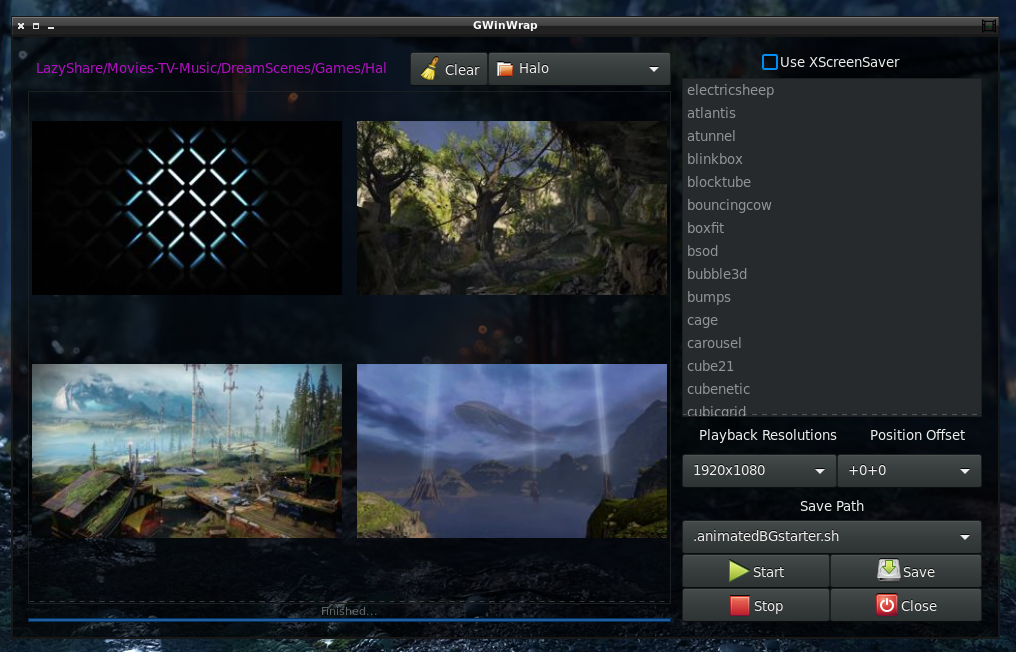 GWinWrap
LazyShare/Movies-TV-Music/DreamScenes/Games/Hal
Clear
Halo
Use XScreenSaver
electricsheep
atlantis
atunnel
blinkbox
blocktube
bouncingcow
boxfit
bsod
bubble3d
bumps
cage
carousel
cube21
cubenetic
cubicgrid
Playback Resolutions
Position Offset
1920x1080
+0+0
Save Path
.animatedBGstarter.sh
Start
Save
Stop
Close
Finished...